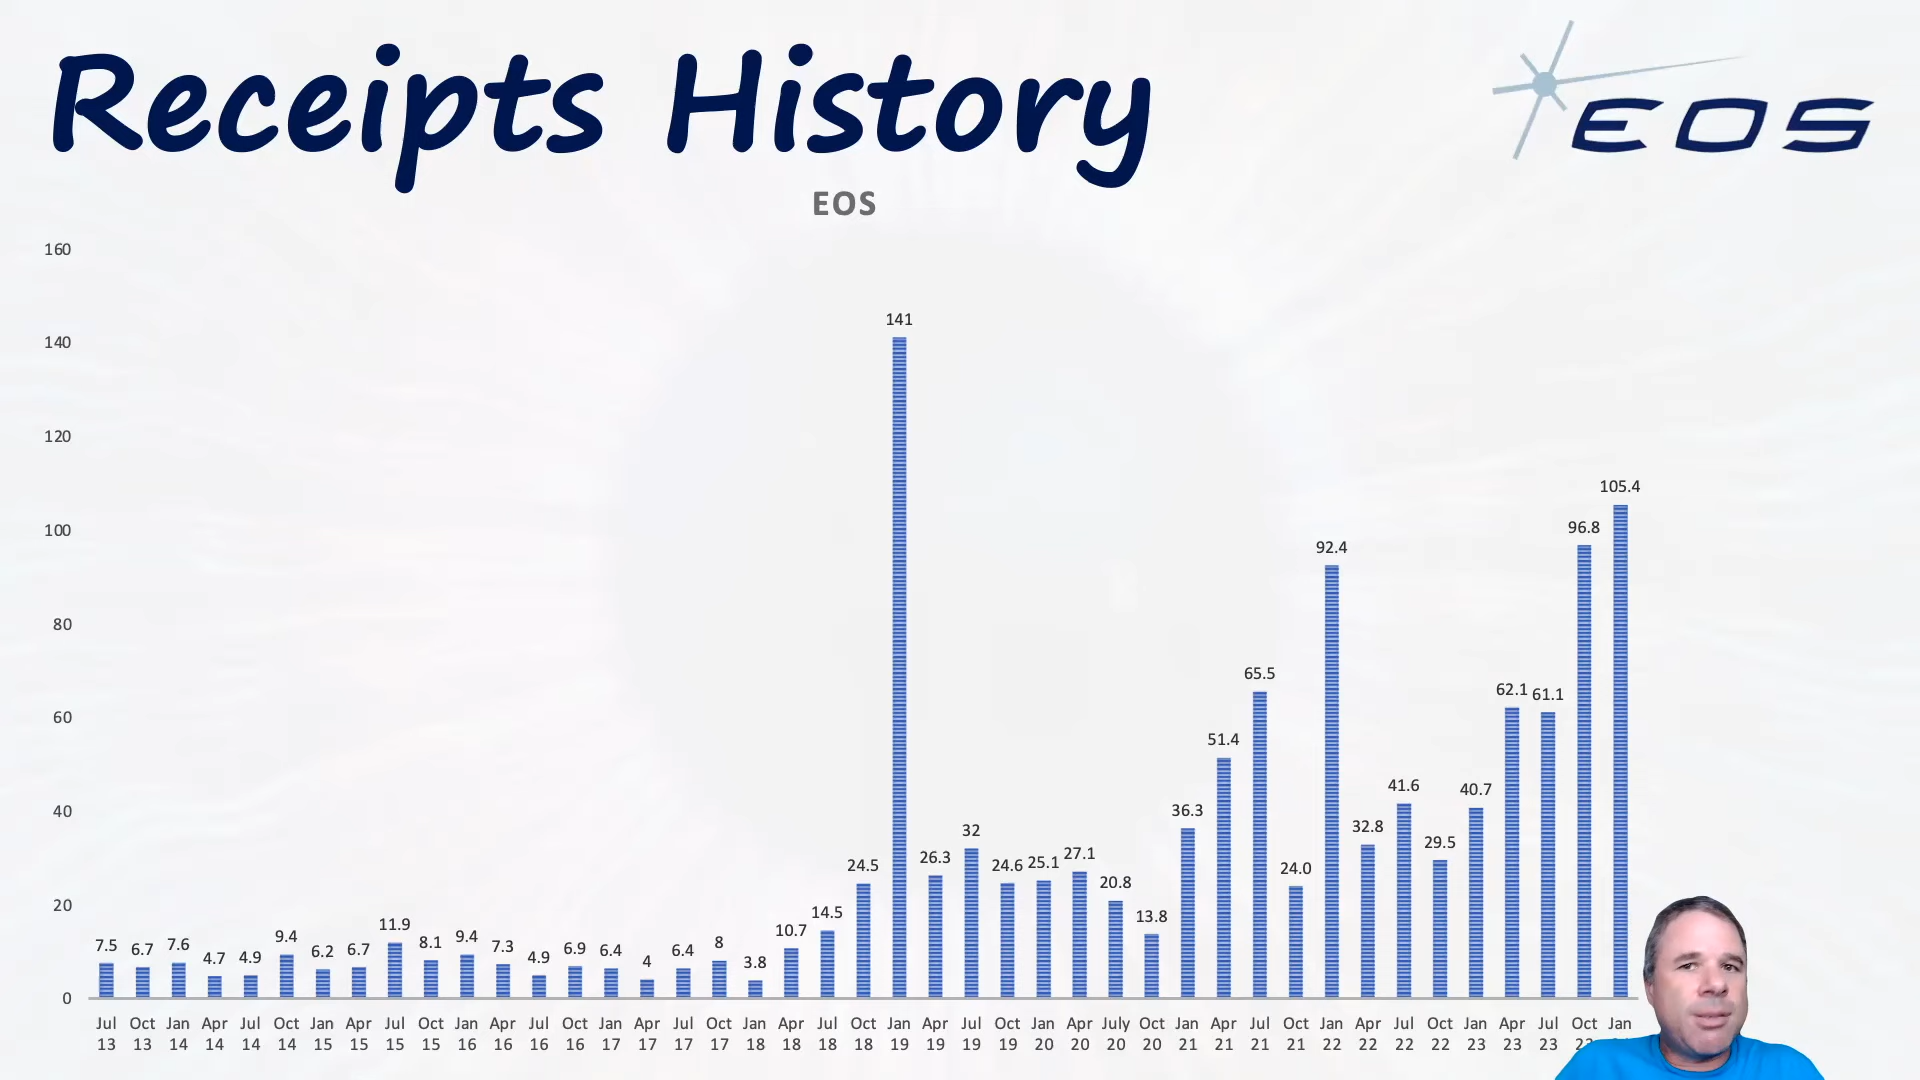 Receipts History
EOS
EOS
160
140
120
100
80
60
40
20
0
7.5 6.7 7.6 4.7 4.9 9.4 6.2 6.7 11.9 8.1 9.4 7.3 4.9 6.9 6.4 4 6.4 8 3.8 10.7 14.5 24.5 141 26.3 32 24.6 25.1 27.1 20.8 13.8 36.3 51.4 65.5 24.0 92.4 32.8 41.6 29.5 40.7 62.1 61.1 96.8 105.4
Jul Oct Jan Apr Jul Oct Jan Apr Jul Oct Jan Apr Jul Oct Jan Apr Jul Oct Jan Apr Jul Oct Jan Apr Jul Oct Jan Apr July Oct Jan Apr Jul Oct Jan Apr Jul Oct Jan Apr Jul Oct Jan
13 13 14 14 14 14 15 15 15 15 16 16 16 16 17 17 17 17 18 18 18 18 19 19 19 19 20 20 20 20 21 21 21 21 22 22 22 22 23 23 23